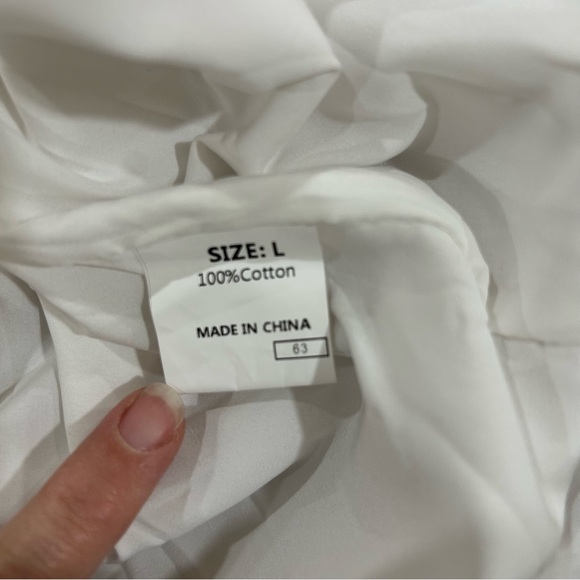 SIZE: L
100%Cotton
MADE IN CHINA
63